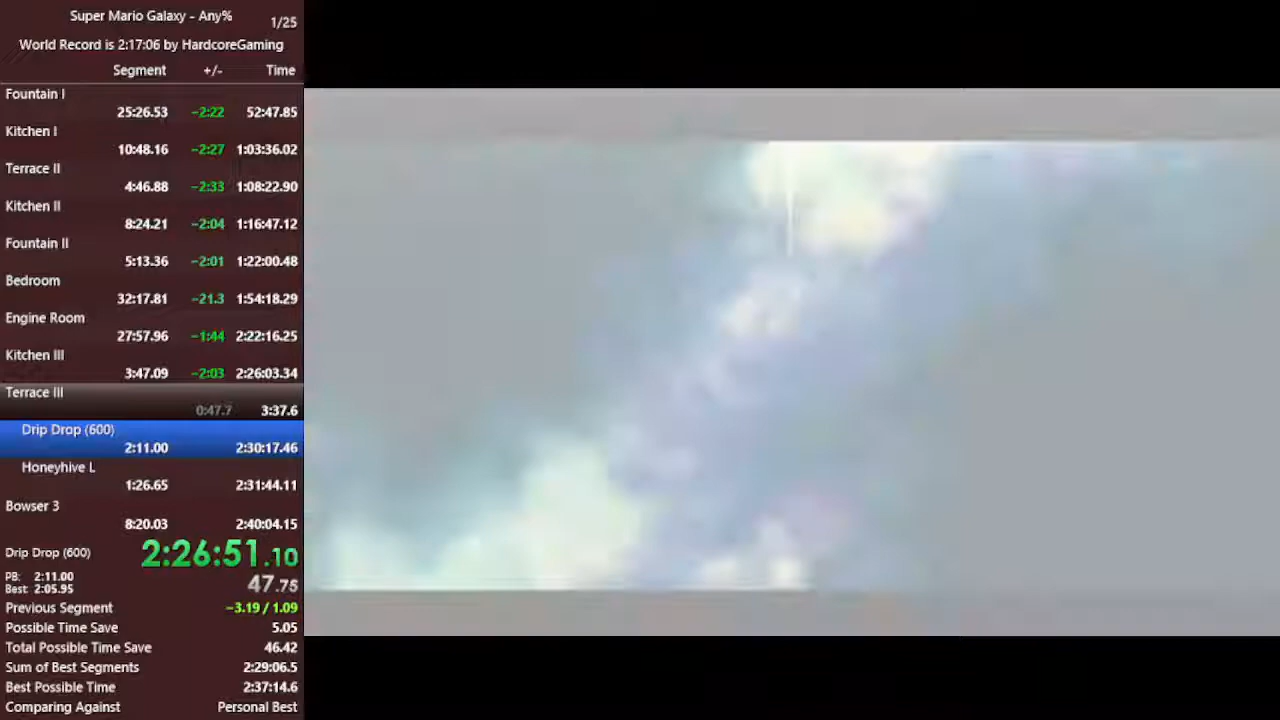 Super Mario Galaxy - Any%
1/25
World Record is 2:17:06 by HardcoreGaming
Segment +/- Time
Fountain I
25:26.53 −2:22 52:47.85
Kitchen I
10:48.16 −2:27 1:03:36.02
Terrace II
4:46.88 −2:33 1:08:22.90
Kitchen II
8:24.21 −2:04 1:16:47.12
Fountain II
5:13.36 −2:01 1:22:00.48
Bedroom
32:17.81 −21.3 1:54:18.29
Engine Room
27:57.96 −1:44 2:22:16.25
Kitchen III
3:47.09 −2:03 2:26:03.34
Terrace III
0:47.7 3:37.6
Drip Drop (600)
2:11.00 2:30:17.46
Honeyhive L
1:26.65 2:31:44.11
Bowser 3
8:20.03 2:40:04.15
Drip Drop (600) 2:26:51.10
PB: 2:11.00 47.75
Best: 2:05.95
Previous Segment −3.19 / 1.09
Possible Time Save 5.05
Total Possible Time Save 46.42
Sum of Best Segments 2:29:06.5
Best Possible Time 2:37:14.6
Comparing Against Personal Best